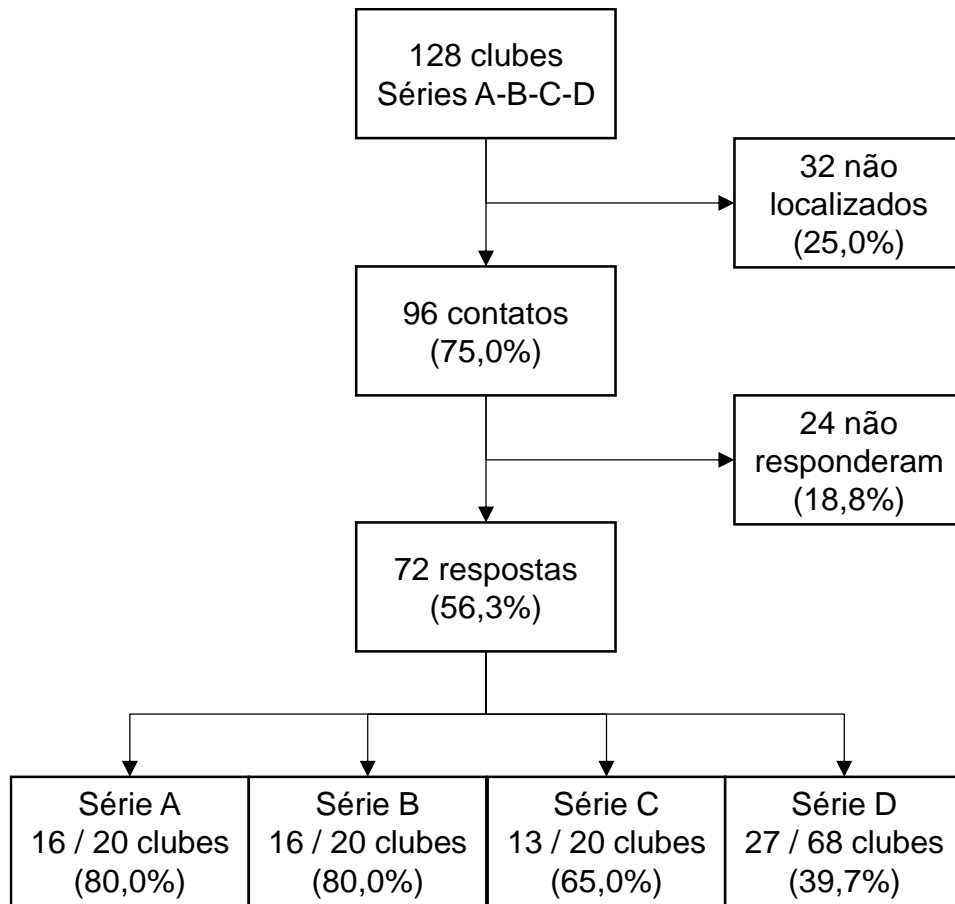 128 clubes
Séries A-B-C-D
32 não
localizados
(25,0%)
96 contatos
(75,0%)
24 não
responderam
(18,8%)
72 respostas
(56,3%)
Série A
16 / 20 clubes
(80,0%)
Série B
16 / 20 clubes
(80,0%)
Série C
13 / 20 clubes
(65,0%)
Série D
27 / 68 clubes
(39,7%)